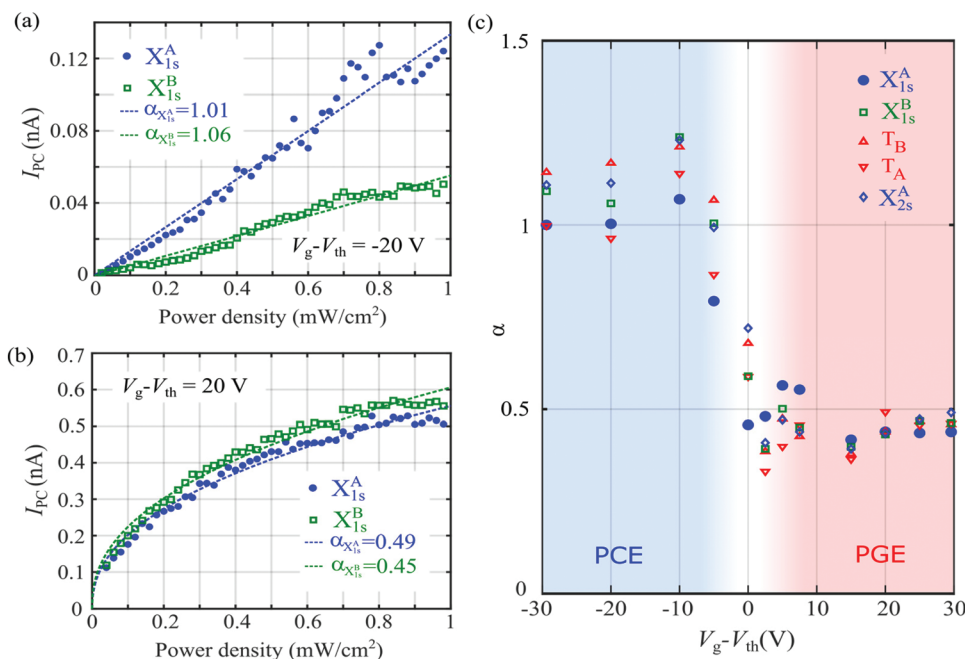 (a)
0.12
0.08
0.04
0
I_PC (nA)
X^A_1s
X^B_1s
α_X^A_1s=1.01
α_X^B_1s=1.06
V_g-V_th = -20 V
0 0.2 0.4 0.6 0.8 1
Power density (mW/cm²)
(b)
0.7
0.6
0.5
0.4
0.3
0.2
0.1
0
I_PC (nA)
V_g-V_th = 20 V
X^A_1s
X^B_1s
α_X^A_1s=0.49
α_X^B_1s=0.45
0 0.2 0.4 0.6 0.8 1
Power density (mW/cm²)
(c)
1.5
1
0.5
0
α
X^A_1s
X^B_1s
T_B
T_A
X^A_2s
PCE
PGE
-30 -20 -10 0 10 20 30
V_g-V_th(V)